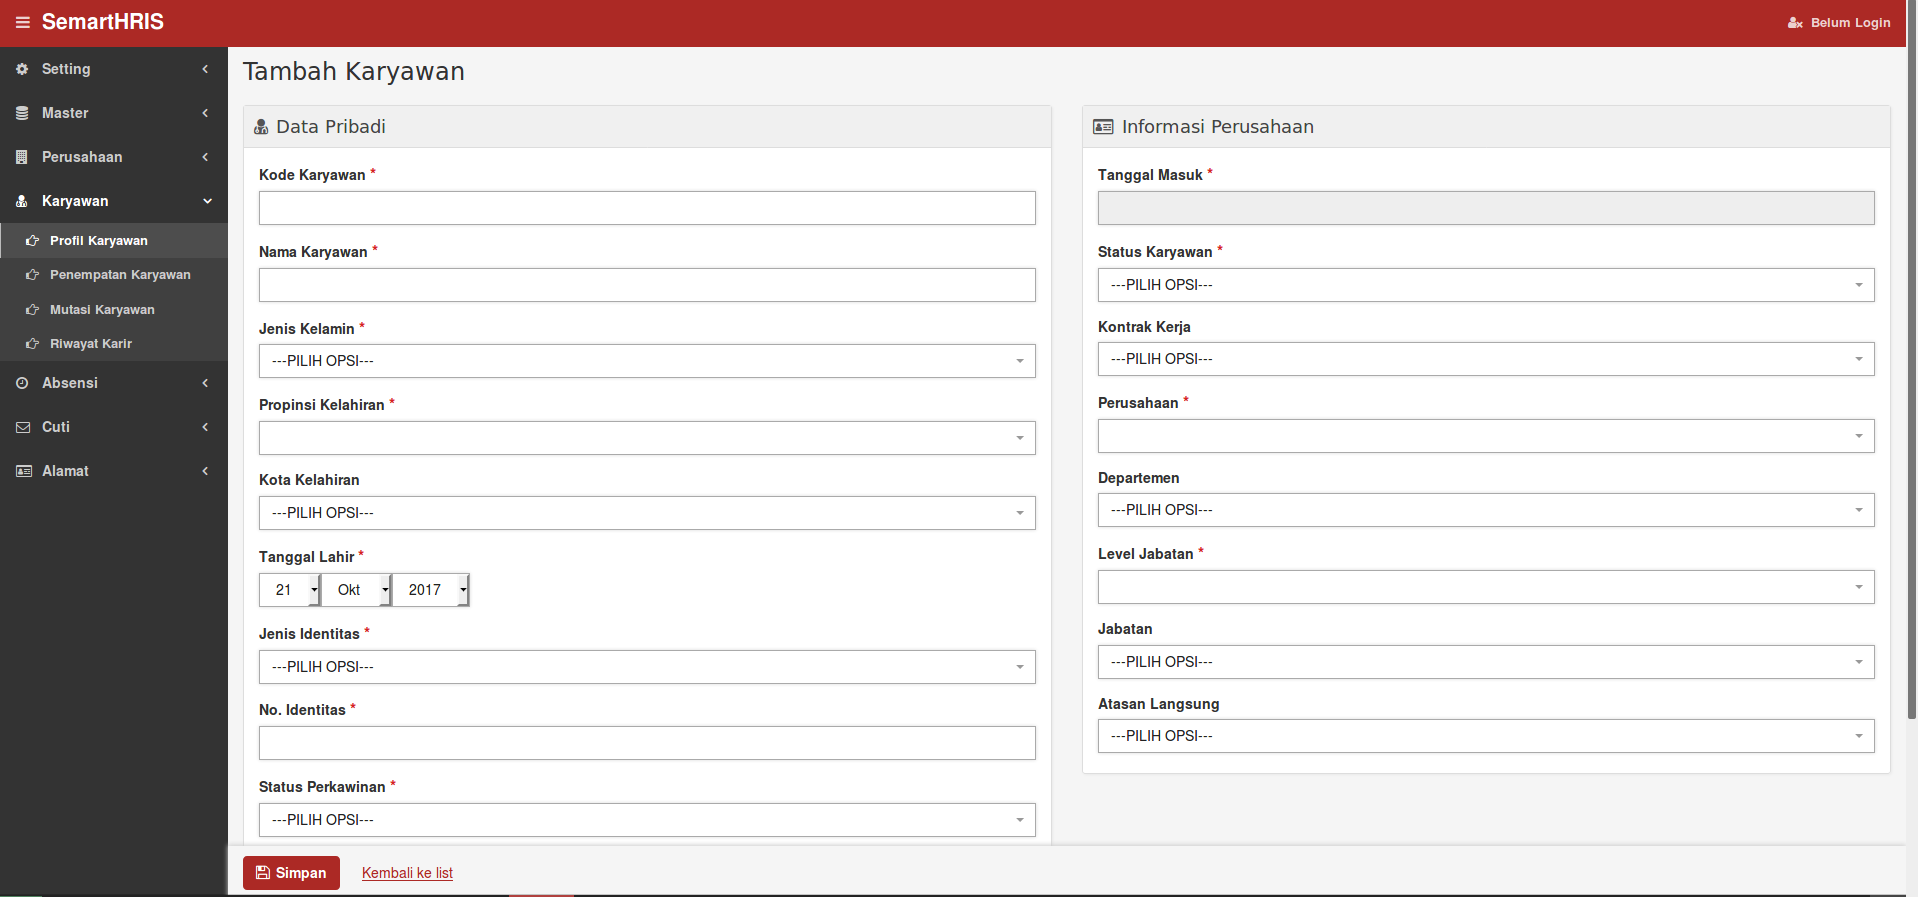 SemartHRIS
Belum Login
Setting
Master
Perusahaan
Karyawan
Profil Karyawan
Penempatan Karyawan
Mutasi Karyawan
Riwayat Karir
Absensi
Cuti
Alamat
Tambah Karyawan
Data Pribadi
Kode Karyawan *
Nama Karyawan *
Jenis Kelamin *
---PILIH OPSI---
Propinsi Kelahiran *
Kota Kelahiran
---PILIH OPSI---
Tanggal Lahir *
21 Okt 2017
Jenis Identitas *
---PILIH OPSI---
No. Identitas *
Status Perkawinan *
---PILIH OPSI---
Informasi Perusahaan
Tanggal Masuk *
Status Karyawan *
---PILIH OPSI---
Kontrak Kerja
---PILIH OPSI---
Perusahaan *
Departemen
---PILIH OPSI---
Level Jabatan *
Jabatan
---PILIH OPSI---
Atasan Langsung
---PILIH OPSI---
Simpan
Kembali ke list